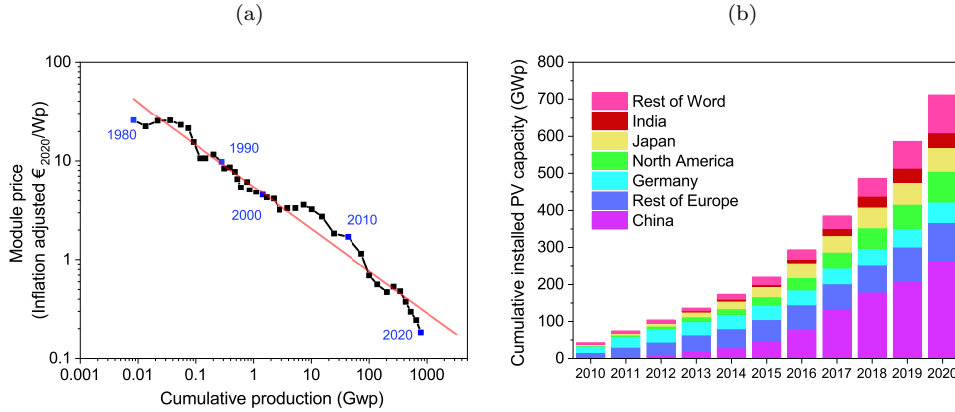 (a)
(b)
Module price
(Inflation adjusted €2020/Wp)
100
10
1
0.1
1980
1990
2000
2010
2020
0.001
0.01
0.1
1
10
100
1000
Cumulative production (Gwp)
Cumulative installed PV capacity (GWp)
800
700
600
500
400
300
200
100
0
Rest of Word
India
Japan
North America
Germany
Rest of Europe
China
2010 2011 2012 2013 2014 2015 2016 2017 2018 2019 2020